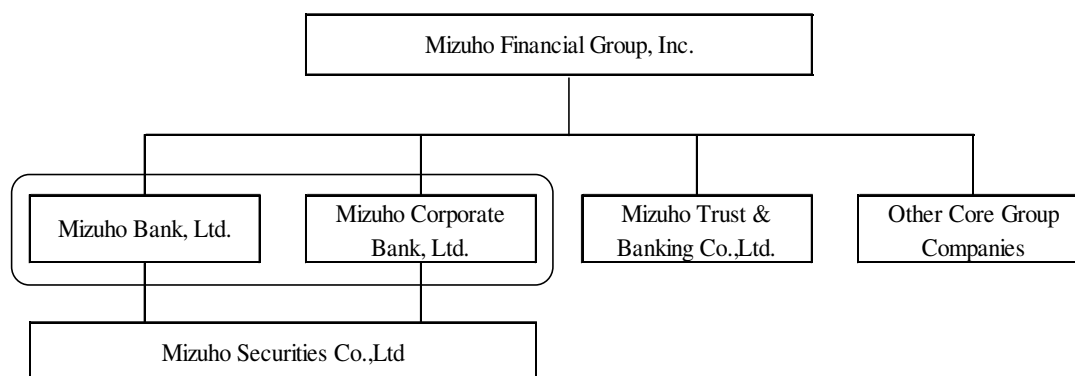 Mizuho Financial Group, Inc.
Mizuho Bank, Ltd.
Mizuho Corporate
Bank, Ltd.
Mizuho Trust &
Banking Co.,Ltd.
Other Core Group
Companies
Mizuho Securities Co.,Ltd